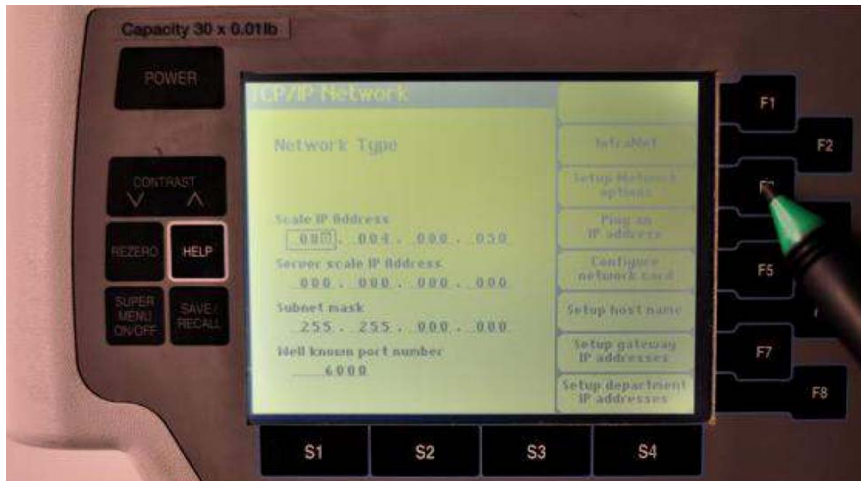 Capacity 30 x 0.01lb
POWER
TCP/IP Network
F1
Network Type
IntraNet
F2
CONTRAST
Setup Network
options
Scale IP Address
Ping an
IP address
004 . 000 . 050
REZERO
HELP
Server scale IP Address
Configure
network card
F5
000 . 000 . 000 . 000
SUPER
MENU
ON/OFF
SAVE/
RECALL
Subnet mask
Setup host name
255 . 255 . 000 . 000
Well known port number
Setup gateway
IP addresses
F7
6000
Setup department
IP addresses
F8
S1
S2
S3
S4